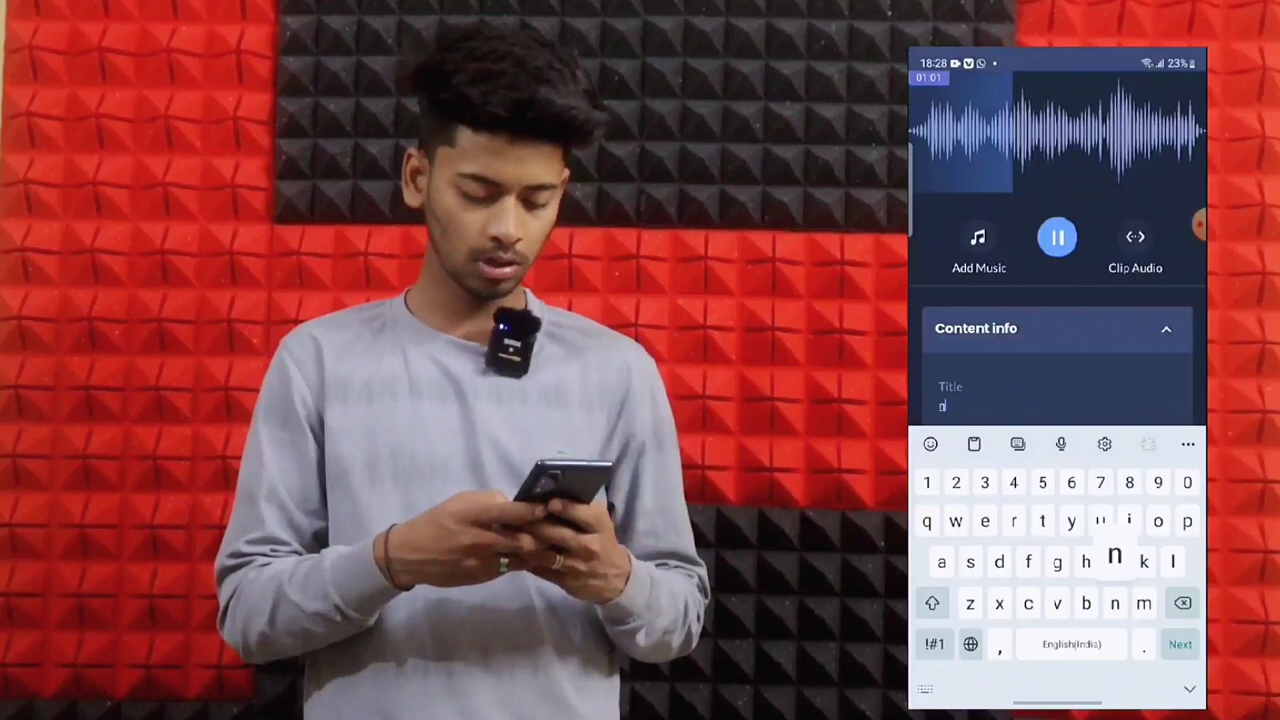 18:28 23%
01:01
Add Music
Clip Audio
Content info
Title
n
1 2 3 4 5 6 7 8 9 0
q w e r t y u i o p
a s d f g h n k l
z x c v b n m
!#1 , English(India) . Next